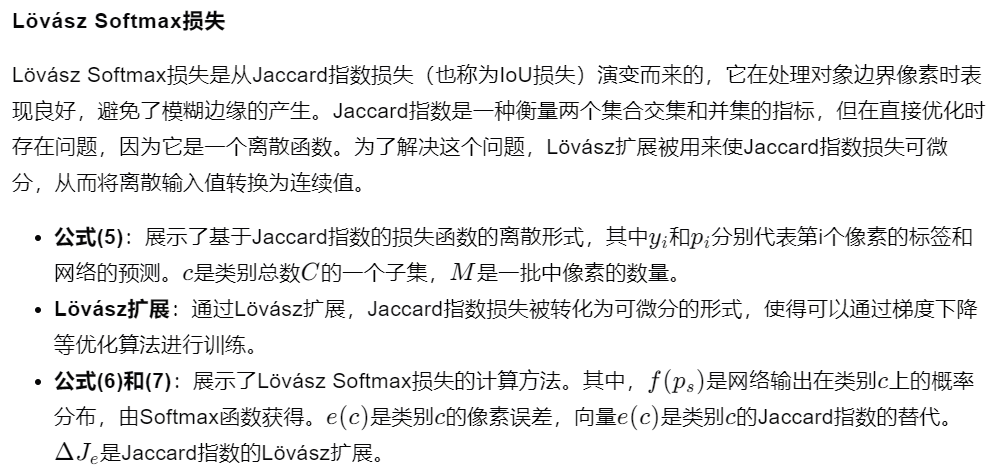 Lövász Softmax损失
Lövász Softmax损失是从Jaccard指数损失（也称为IoU损失）演变而来的，它在处理对象边界像素时表
现良好，避免了模糊边缘的产生。Jaccard指数是一种衡量两个集合交集和并集的指标，但在直接优化时
存在问题，因为它是一个离散函数。为了解决这个问题，Lövász扩展被用来使Jaccard指数损失可微
分，从而将离散输入值转换为连续值。
• 公式(5)：展示了基于Jaccard指数的损失函数的离散形式，其中y_i和p_i分别代表第i个像素的标签和
网络的预测。c是类别总数C的一个子集，M是一批中像素的数量。
• Lövász扩展：通过Lövász扩展，Jaccard指数损失被转化为可微分的形式，使得可以通过梯度下降
等优化算法进行训练。
• 公式(6)和(7)：展示了Lövász Softmax损失的计算方法。其中，f(p_s)是网络输出在类别c上的概率
分布，由Softmax函数获得。e(c)是类别c的像素误差，向量e(c)是类别c的Jaccard指数的替代。
ΔJ_e是Jaccard指数的Lövász扩展。